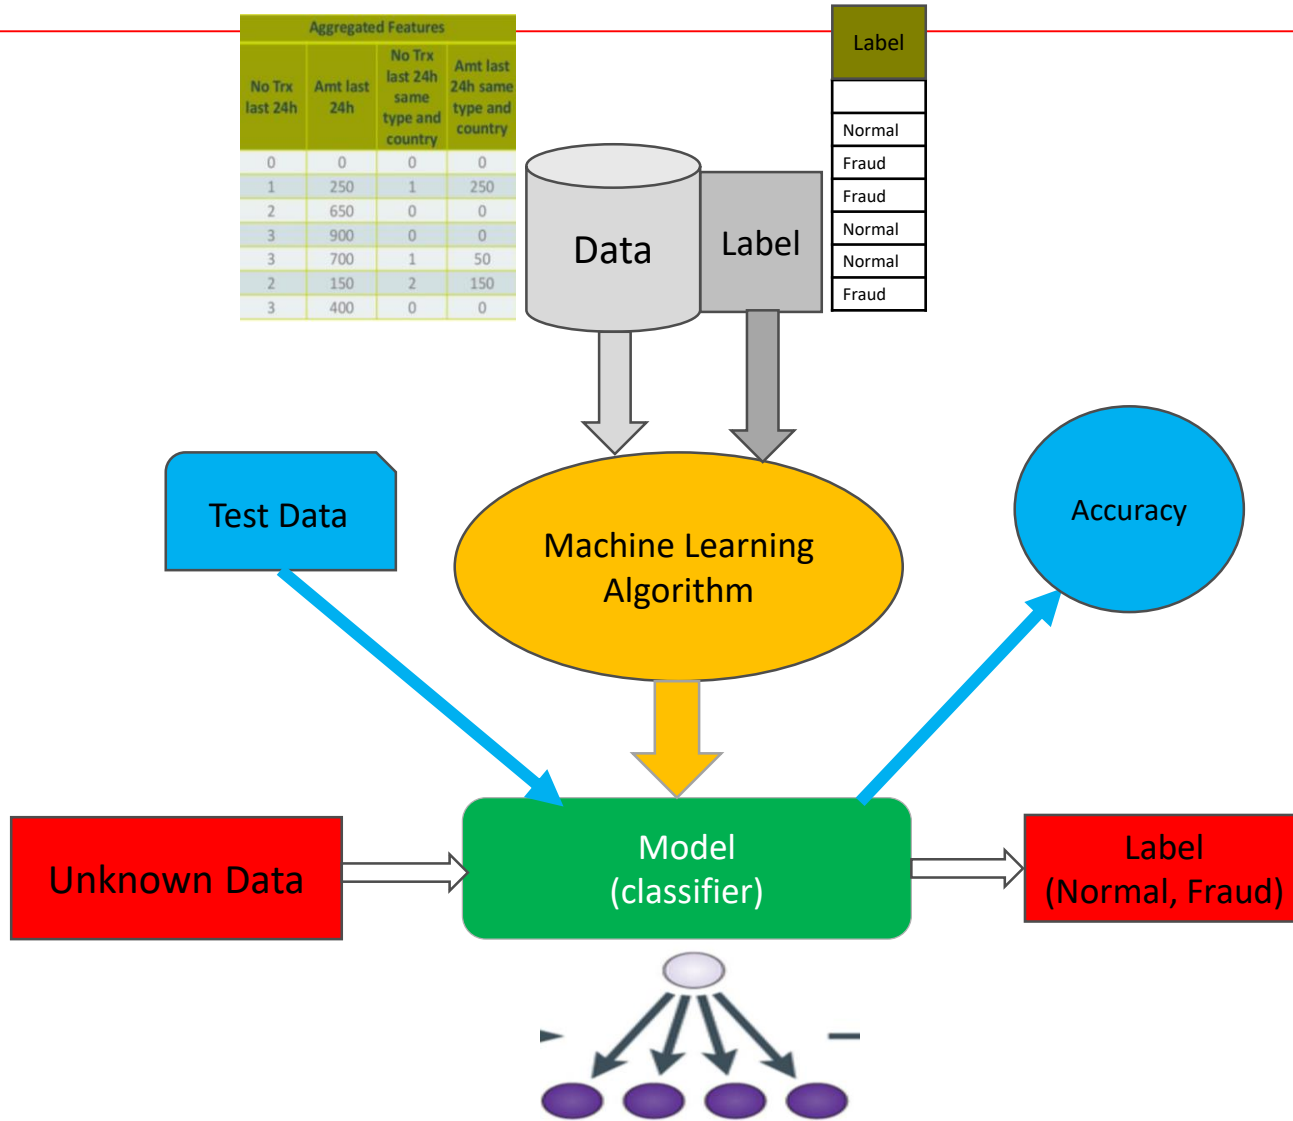 Aggregated Features
No Trx
last 24h
Amt last
24h
No Trx
last 24h
same
type and
country
Amt last
24h same
type and
country
0 0 0 0
1 250 1 250
2 650 0 0
3 900 0 0
3 700 1 50
2 150 2 150
3 400 0 0
Data
Label
Label
Normal
Fraud
Fraud
Normal
Normal
Fraud
Test Data
Machine Learning
Algorithm
Accuracy
Unknown Data
Model
(classifier)
Label
(Normal, Fraud)